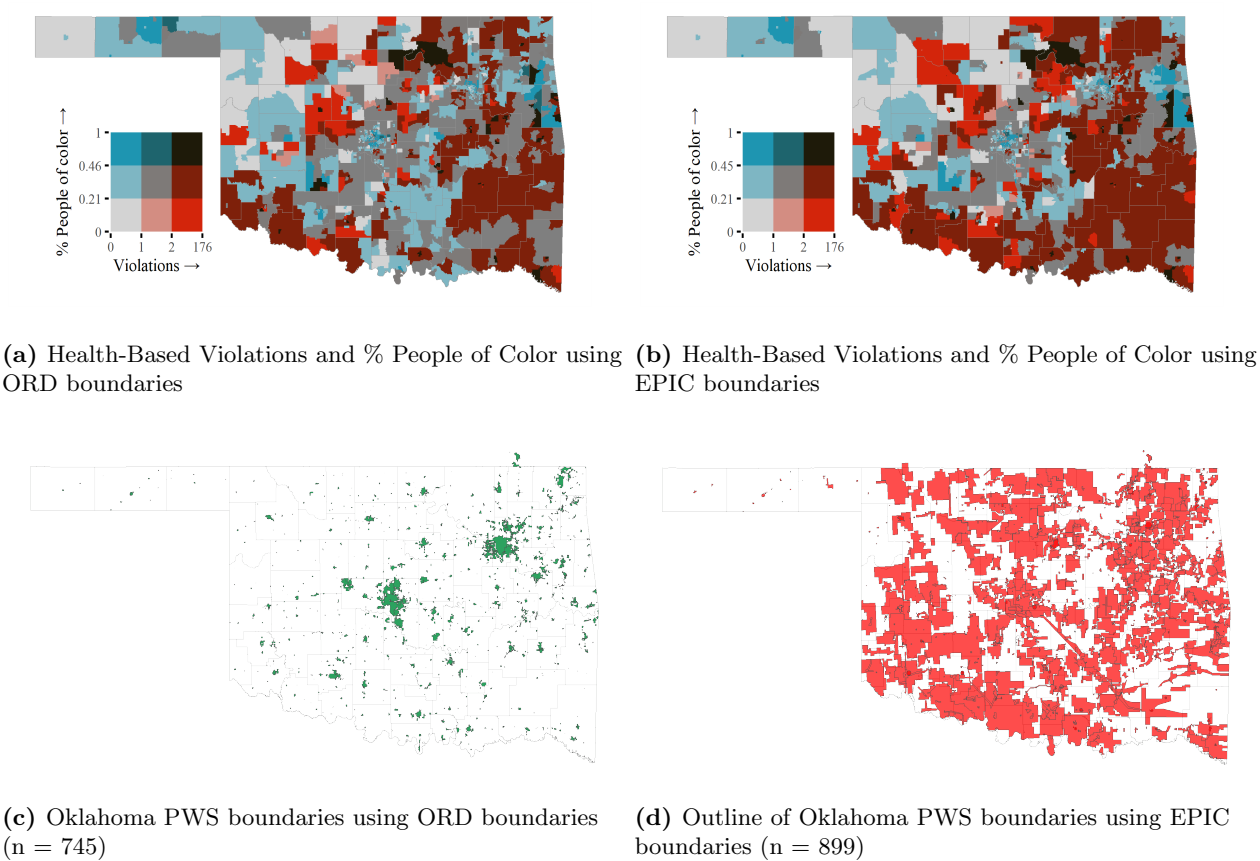 % People of color →
1
0.46
0.21
0
0 1 2 176
Violations →
% People of color →
1
0.45
0.21
0
0 1 2 176
Violations →
(a) Health-Based Violations and % People of Color using
ORD boundaries
(b) Health-Based Violations and % People of Color using
EPIC boundaries
(c) Oklahoma PWS boundaries using ORD boundaries
(n = 745)
(d) Outline of Oklahoma PWS boundaries using EPIC
boundaries (n = 899)